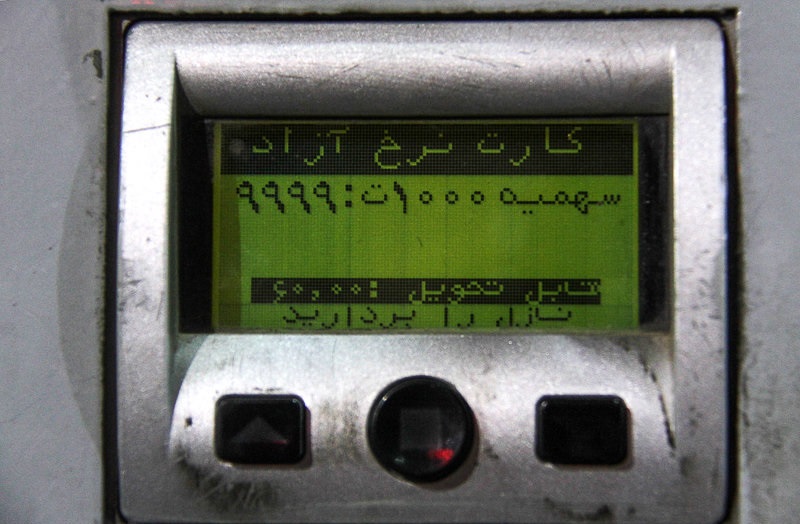 کارت نرخ آزاد
سهمیه ۱۰۰۰ت:۹۹۹۹
قابل تحویل :۶۰,۰۰
نازل را بردارید